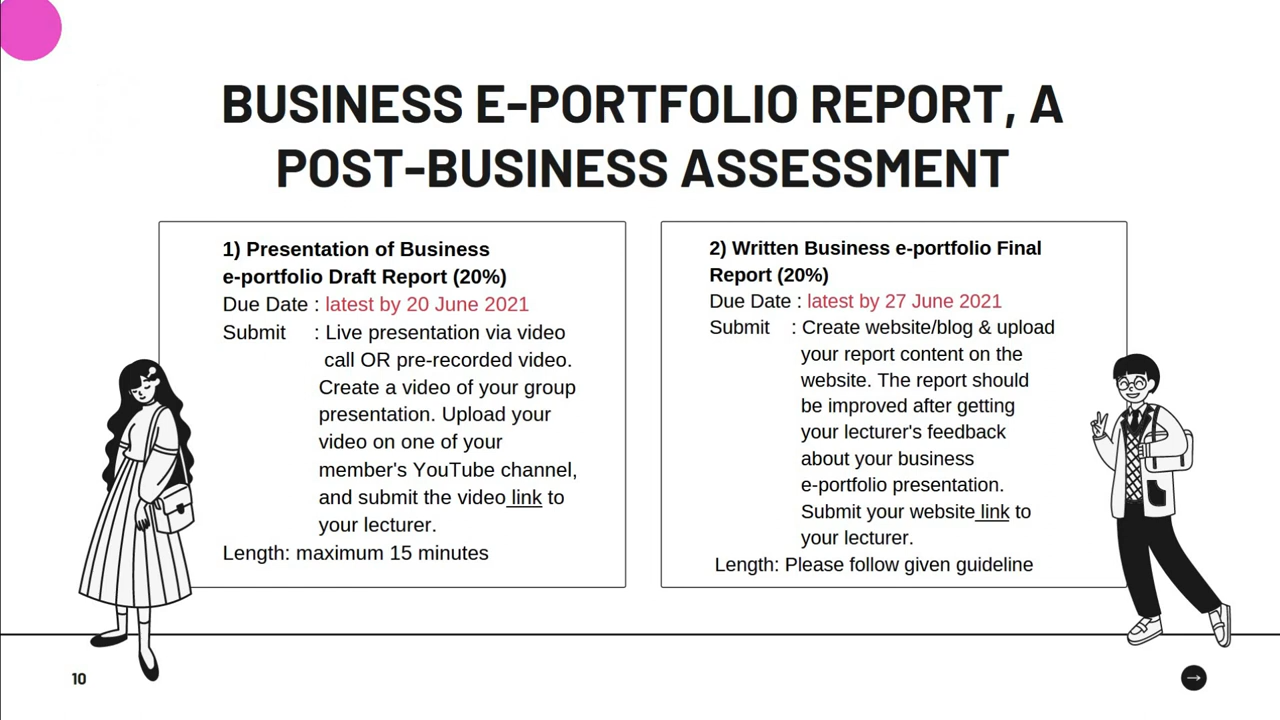 BUSINESS E-PORTFOLIO REPORT, A
POST-BUSINESS ASSESSMENT
1) Presentation of Business
e-portfolio Draft Report (20%)
Due Date : latest by 20 June 2021
Submit : Live presentation via video
call OR pre-recorded video.
Create a video of your group
presentation. Upload your
video on one of your
member's YouTube channel,
and submit the video link to
your lecturer.
Length: maximum 15 minutes
2) Written Business e-portfolio Final
Report (20%)
Due Date : latest by 27 June 2021
Submit : Create website/blog & upload
your report content on the
website. The report should
be improved after getting
your lecturer's feedback
about your business
e-portfolio presentation.
Submit your website link to
your lecturer.
Length: Please follow given guideline
10